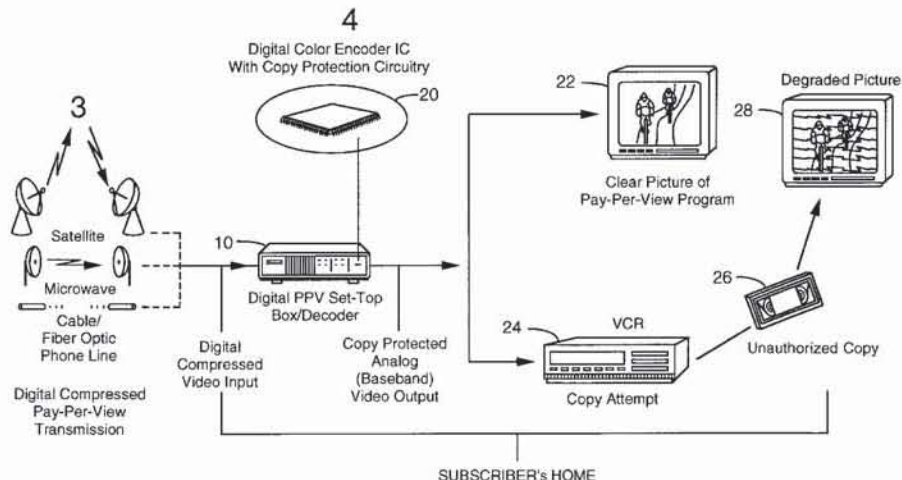 4
Digital Color Encoder IC
With Copy Protection Circuitry
20
3
Satellite
Microwave
Cable/
Fiber Optic
Phone Line
Digital Compressed
Pay-Per-View
Transmission
10
Digital PPV Set-Top
Box/Decoder
Digital
Compressed
Video Input
Copy Protected
Analog
(Baseband)
Video Output
22
Clear Picture of
Pay-Per-View Program
Degraded Picture
28
24
VCR
Copy Attempt
26
Unauthorized Copy
SUBSCRIBER's HOME